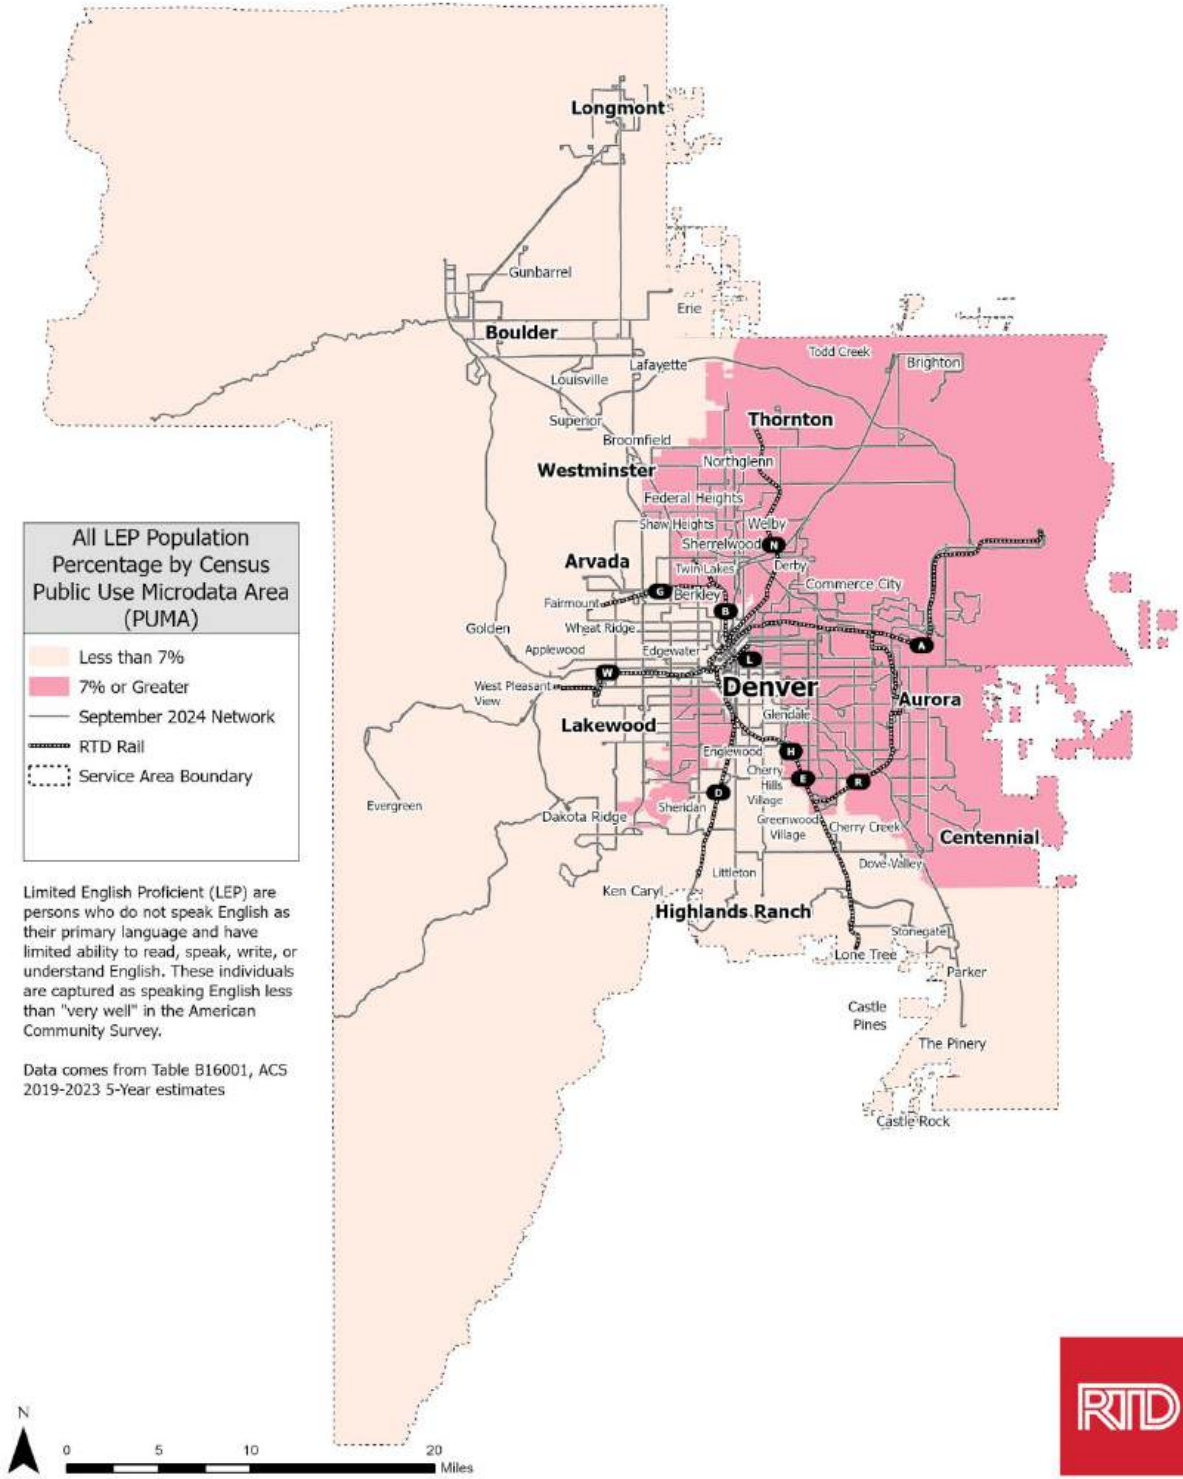 Longmont
Gunbarrel
Erie
Boulder
Todd Creek
Brighton
Lafayette
Louisville
Superior
Thornton
Broomfield
Northglenn
Westminster
Federal Heights
Shaw Heights
Welby
Sherrelwood
N
All LEP Population
Percentage by Census
Public Use Microdata Area
(PUMA)
Less than 7%
7% or Greater
September 2024 Network
RTD Rail
Service Area Boundary
Arvada
Twin Lakes
Derby
Commerce City
G
Berkley
Fairmount
B
Golden
Wheat Ridge
Applewood
Edgewater
A
L
W
West Pleasant
View
Denver
Aurora
Lakewood
Glendale
Englewood
H
Cherry
Hills
Village
E
R
D
Evergreen
Sheridan
Dakota Ridge
Greenwood
Village
Cherry Creek
Centennial
Dove Valley
Littleton
Ken Caryl
Highlands Ranch
Stonegate
Lone Tree
Parker
Castle
Pines
The Pinery
Castle Rock
Limited English Proficient (LEP) are
persons who do not speak English as
their primary language and have
limited ability to read, speak, write, or
understand English. These individuals
are captured as speaking English less
than "very well" in the American
Community Survey.
Data comes from Table B16001, ACS
2019-2023 5-Year estimates
N
0 5 10 20
Miles
RTD